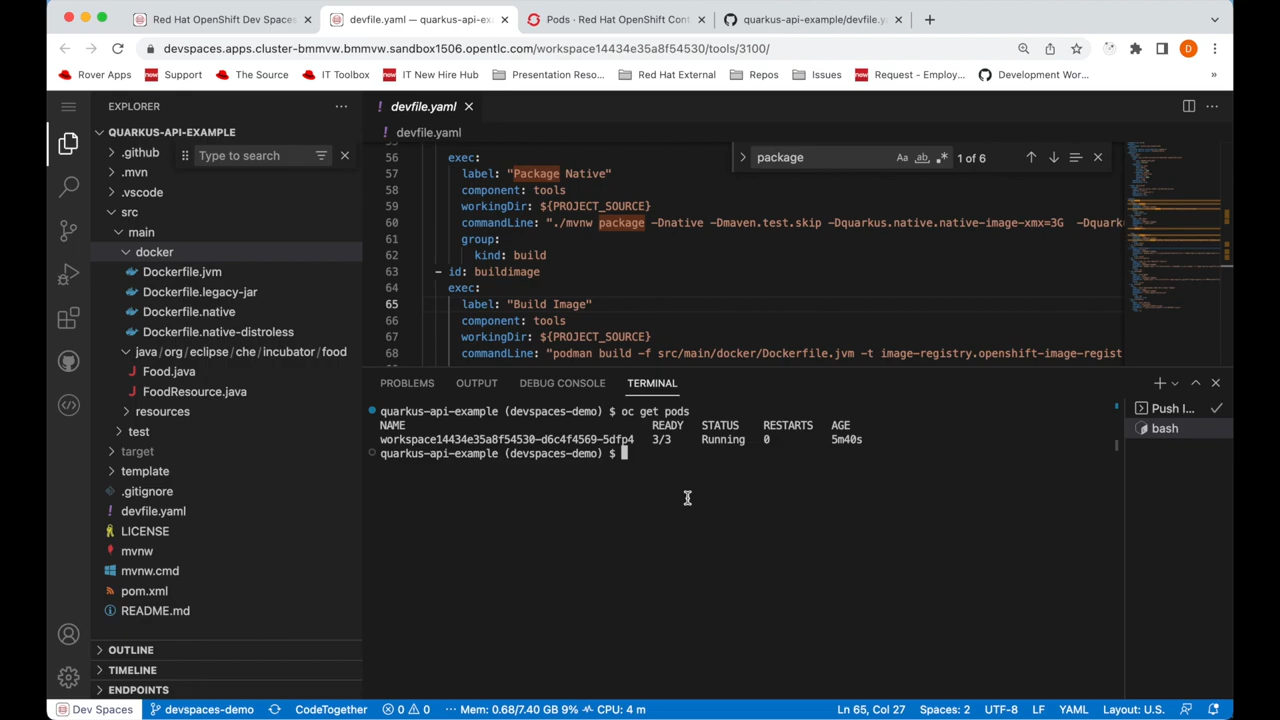 Red Hat OpenShift Dev Spaces
devfile.yaml — quarkus-api-exa
Pods · Red Hat OpenShift Cont
quarkus-api-example/devfile.y
devspaces.apps.cluster-bmmvw.bmmvw.sandbox1506.opentlc.com/workspace14434e35a8f54530/tools/3100/
D
Rover Apps
Support
The Source
IT Toolbox
IT New Hire Hub
Presentation Reso...
Red Hat External
Repos
Issues
Request - Employ...
Development Wor...
»
EXPLORER
QUARKUS-API-EXAMPLE
Type to search
.github
.mvn
.vscode
src
main
docker
Dockerfile.jvm
Dockerfile.legacy-jar
Dockerfile.native
Dockerfile.native-distroless
java/org/eclipse/che/incubator/food
Food.java
FoodResource.java
resources
test
target
template
.gitignore
devfile.yaml
LICENSE
mvnw
mvnw.cmd
pom.xml
README.md
OUTLINE
TIMELINE
ENDPOINTS
! devfile.yaml
! devfile.yaml
package
Aa ab
1 of 6
56 exec:
57 label: "Package Native"
58 component: tools
59 workingDir: ${PROJECT_SOURCE}
60 commandLine: "./mvnw package -Dnative -Dmaven.test.skip -Dquarkus.native.native-image-xmx=3G -Dquark
61 group:
62 kind: build
63 - id: buildimage
64 exec:
65 label: "Build Image"
66 component: tools
67 workingDir: ${PROJECT_SOURCE}
68 commandLine: "podman build -f src/main/docker/Dockerfile.jvm -t image-registry.openshift-image-regist
PROBLEMS OUTPUT DEBUG CONSOLE TERMINAL
quarkus-api-example (devspaces-demo) $ oc get pods
NAME READY STATUS RESTARTS AGE
workspace14434e35a8f54530-d6c4f4569-5dfp4 3/3 Running 0 5m40s
quarkus-api-example (devspaces-demo) $
Push I...
bash
Dev Spaces
devspaces-demo
CodeTogether
0 0
Mem: 0.68/7.40 GB 9% CPU: 4 m
Ln 65, Col 27
Spaces: 2
UTF-8
LF
YAML
Layout: U.S.